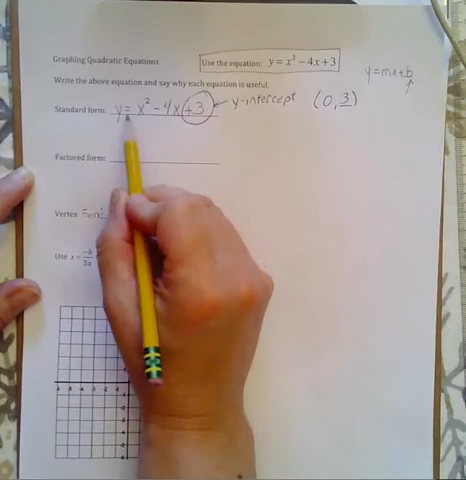 Graphing Quadratic Equations
Use the equation: y = x² − 4x + 3
y=mx+b
Write the above equation and say why each equation is useful.
Standard form: y = x² − 4x +3 ← y-intercept (0, 3)
Factored form:
Vertex Form:
Use x = −b/2a